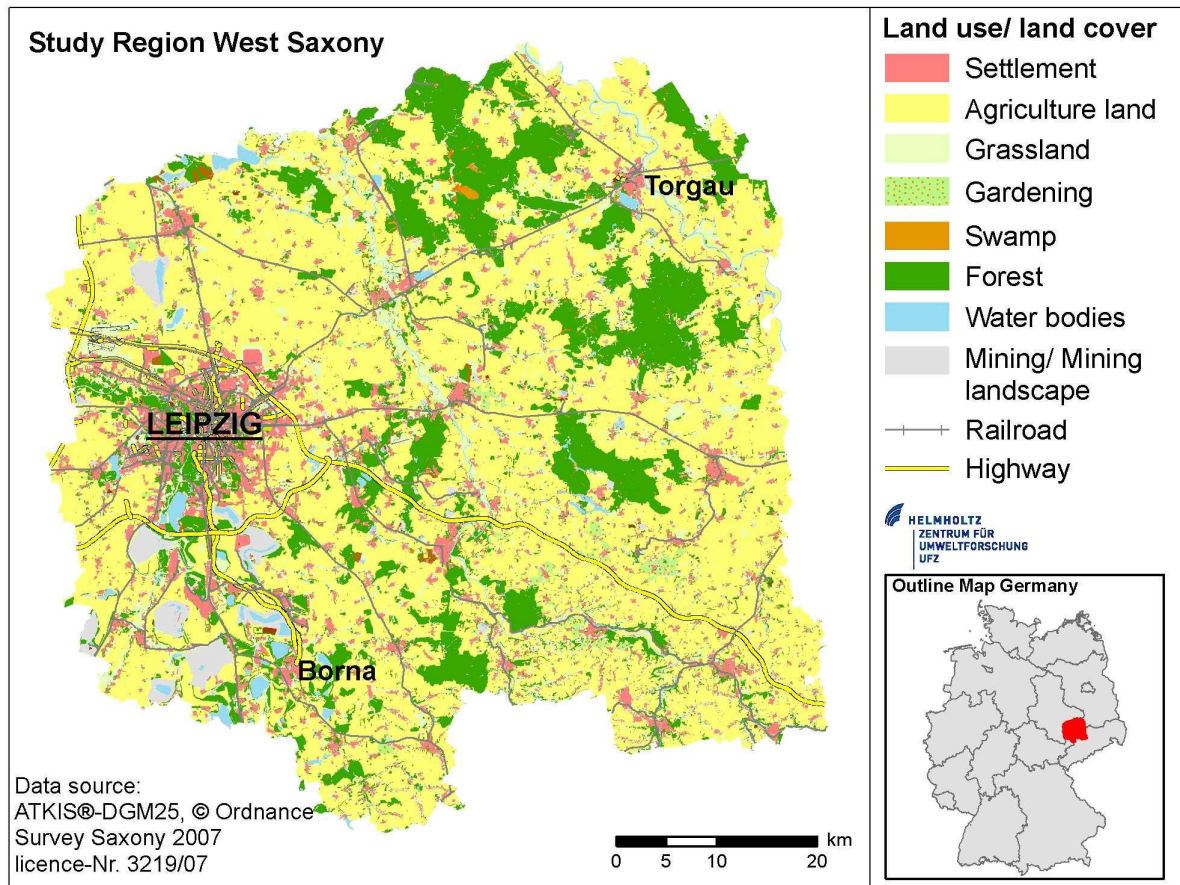 Study Region West Saxony
Torgau
LEIPZIG
Borna
Data source:
ATKIS®-DGM25, © Ordnance
Survey Saxony 2007
licence-Nr. 3219/07
km
0 5 10 20
Land use/ land cover
Settlement
Agriculture land
Grassland
Gardening
Swamp
Forest
Water bodies
Mining/ Mining
landscape
Railroad
Highway
HELMHOLTZ
ZENTRUM FÜR
UMWELTFORSCHUNG
UFZ
Outline Map Germany